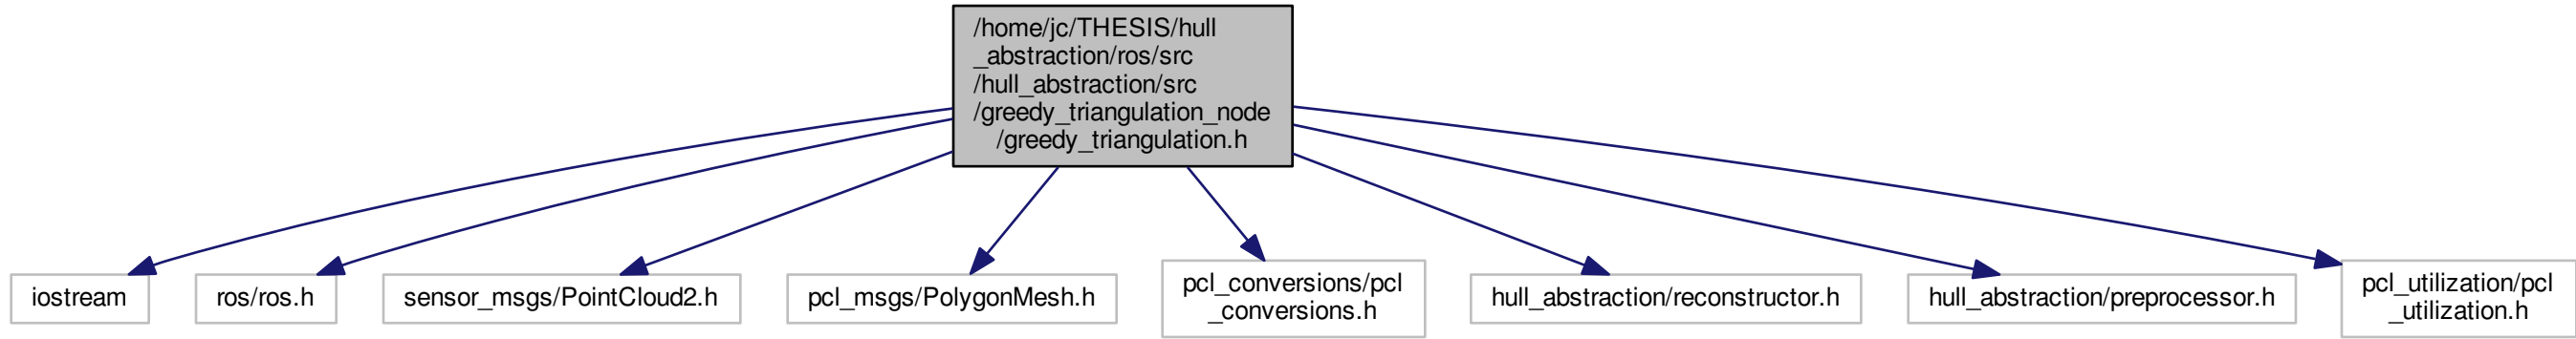 /home/jc/THESIS/hull
_abstraction/ros/src
/hull_abstraction/src
/greedy_triangulation_node
/greedy_triangulation.h
iostream
ros/ros.h
sensor_msgs/PointCloud2.h
pcl_msgs/PolygonMesh.h
pcl_conversions/pcl
_conversions.h
hull_abstraction/reconstructor.h
hull_abstraction/preprocessor.h
pcl_utilization/pcl
_utilization.h